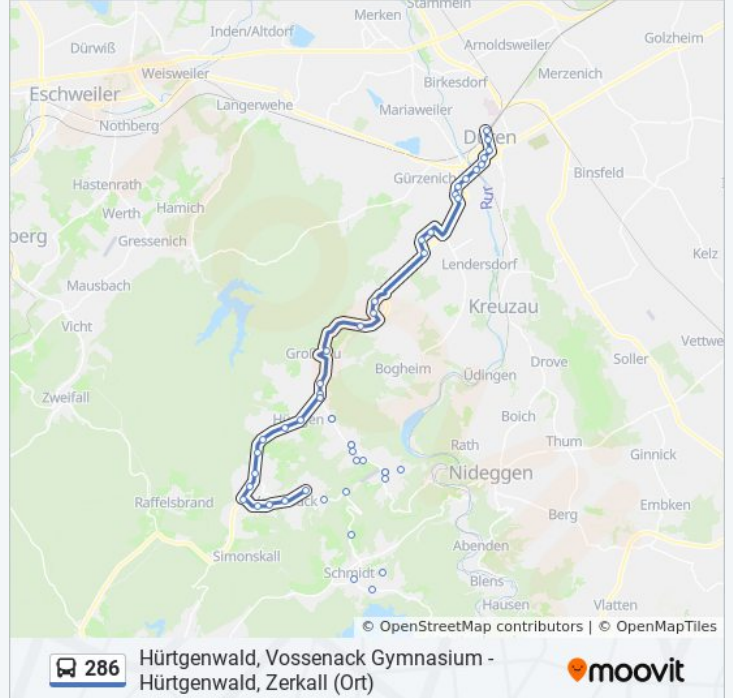 Stammeln
Merken
Inden/Altdorf
Golzheim
Dürwiß
Arnoldsweiler
Weisweiler
Merzenich
Birkesdorf
Eschweiler
Langerwehe
Mariaweiler
Nothberg
Gürzenich
Binsfeld
Hastenrath
Rur
Werth
Hamich
berg
Gressenich
Kelz
Lendersdorf
Mausbach
Kreuzau
Vicht
Vettwe
Soller
Drove
Bogheim
Üdingen
Zweifall
Boich
Thum
Rath
Ginnick
Nideggen
Raffelsbrand
Embken
Berg
Abenden
Simonskall
Schmidt
Blens
Hausen
Vlatten
© OpenStreetMap contributors | © OpenMapTiles
286
Hürtgenwald, Vossenack Gymnasium -
Hürtgenwald, Zerkall (Ort)
moovit